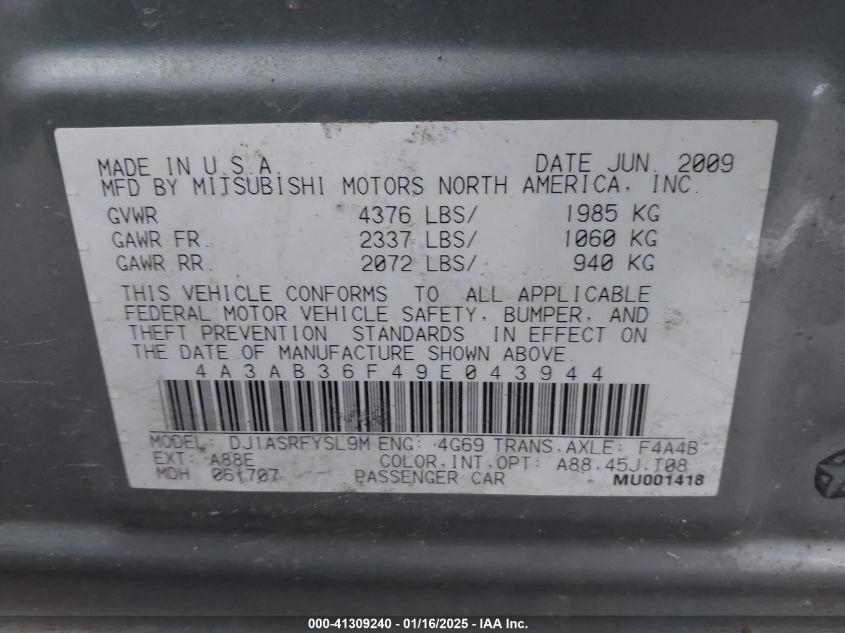 MADE IN U.S.A. DATE JUN. 2009
MFD BY MITSUBISHI MOTORS NORTH AMERICA, INC.
GVWR 4376 LBS/ 1985 KG
GAWR FR. 2337 LBS/ 1060 KG
GAWR RR. 2072 LBS/ 940 KG
THIS VEHICLE CONFORMS TO ALL APPLICABLE
FEDERAL MOTOR VEHICLE SAFETY, BUMPER, AND
THEFT PREVENTION STANDARDS IN EFFECT ON
THE DATE OF MANUFACTURE SHOWN ABOVE.
4A3AB36F49E043944
MODEL: DJ1ASRFYSL9M ENG: 4G69 TRANS.AXLE: F4A4B
EXT: A88E COLOR.INT.OPT: A88.45J.T08
MDH 061707 PASSENGER CAR MU001418
000-41309240 - 01/16/2025 - IAA Inc.